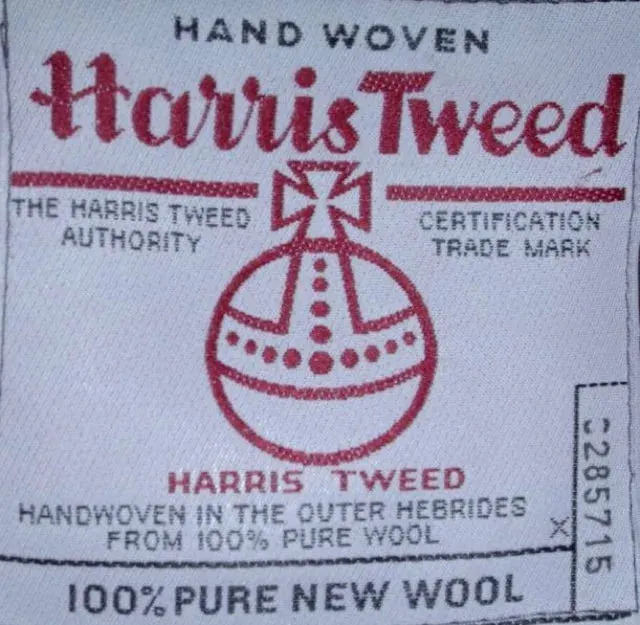 HAND WOVEN
Harris Tweed
THE HARRIS TWEED
AUTHORITY
CERTIFICATION
TRADE MARK
HARRIS TWEED
HANDWOVEN IN THE OUTER HEBRIDES
FROM 100% PURE WOOL
X
100% PURE NEW WOOL